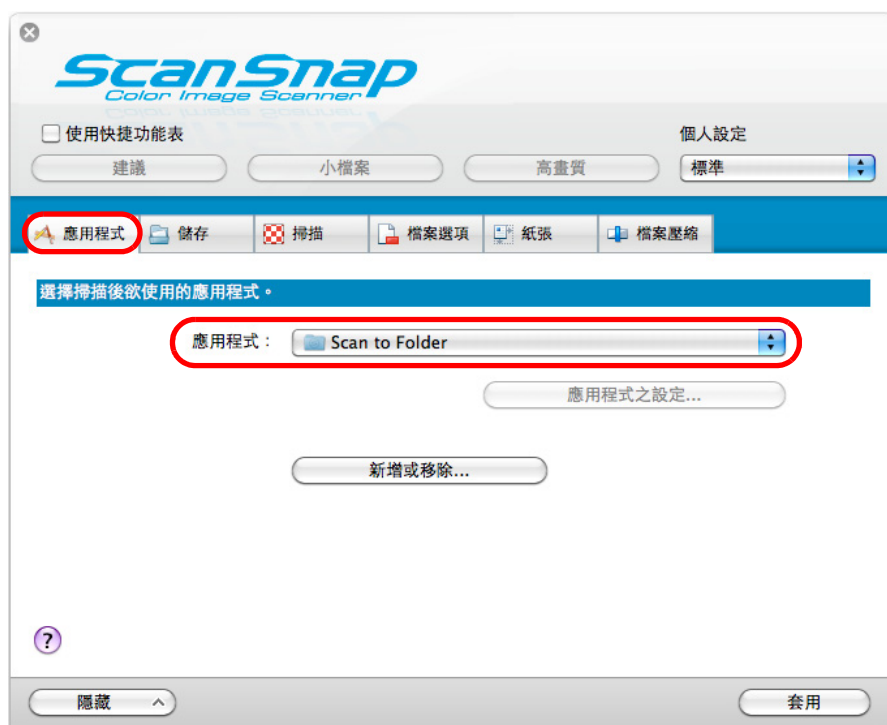 ScanSnap
Color Image Scanner
使用快捷功能表
個人設定
建議
小檔案
高畫質
標準
應用程式
儲存
掃描
檔案選項
紙張
檔案壓縮
選擇掃描後欲使用的應用程式。
應用程式：
Scan to Folder
應用程式之設定...
新增或移除...
?
隱藏
套用